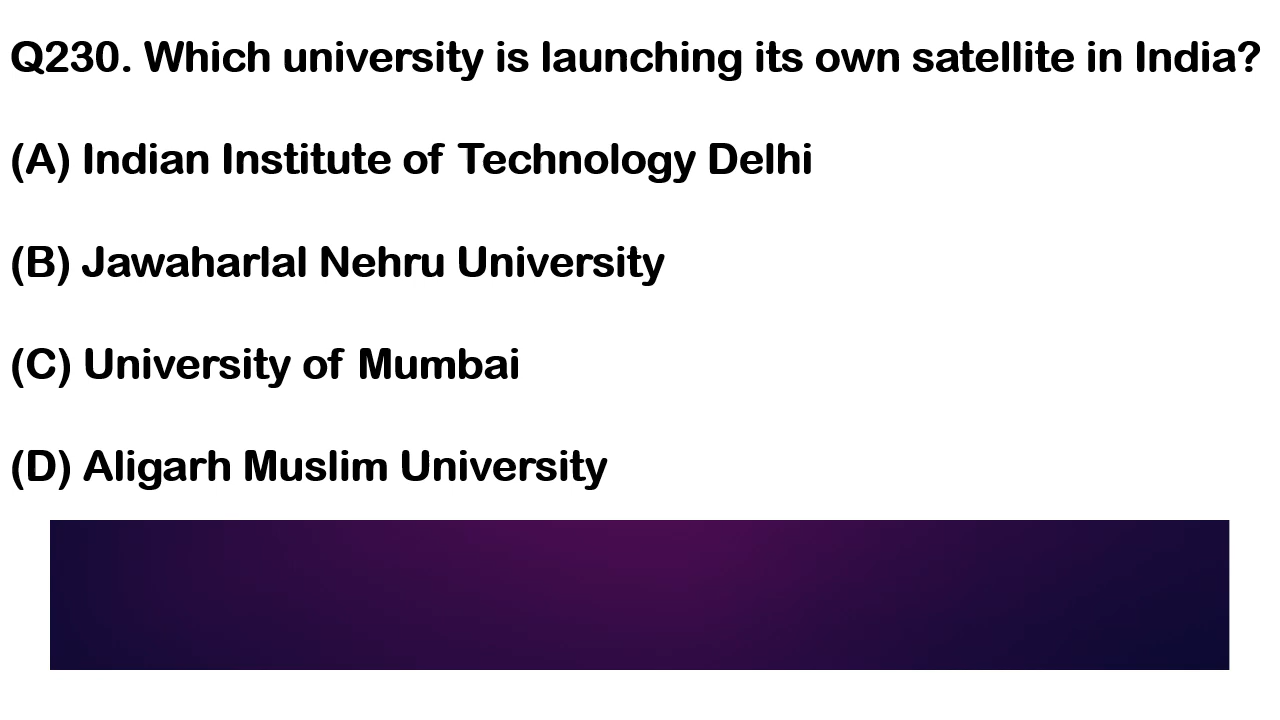 Q230. Which university is launching its own satellite in India?
(A) Indian Institute of Technology Delhi
(B) Jawaharlal Nehru University
(C) University of Mumbai
(D) Aligarh Muslim University